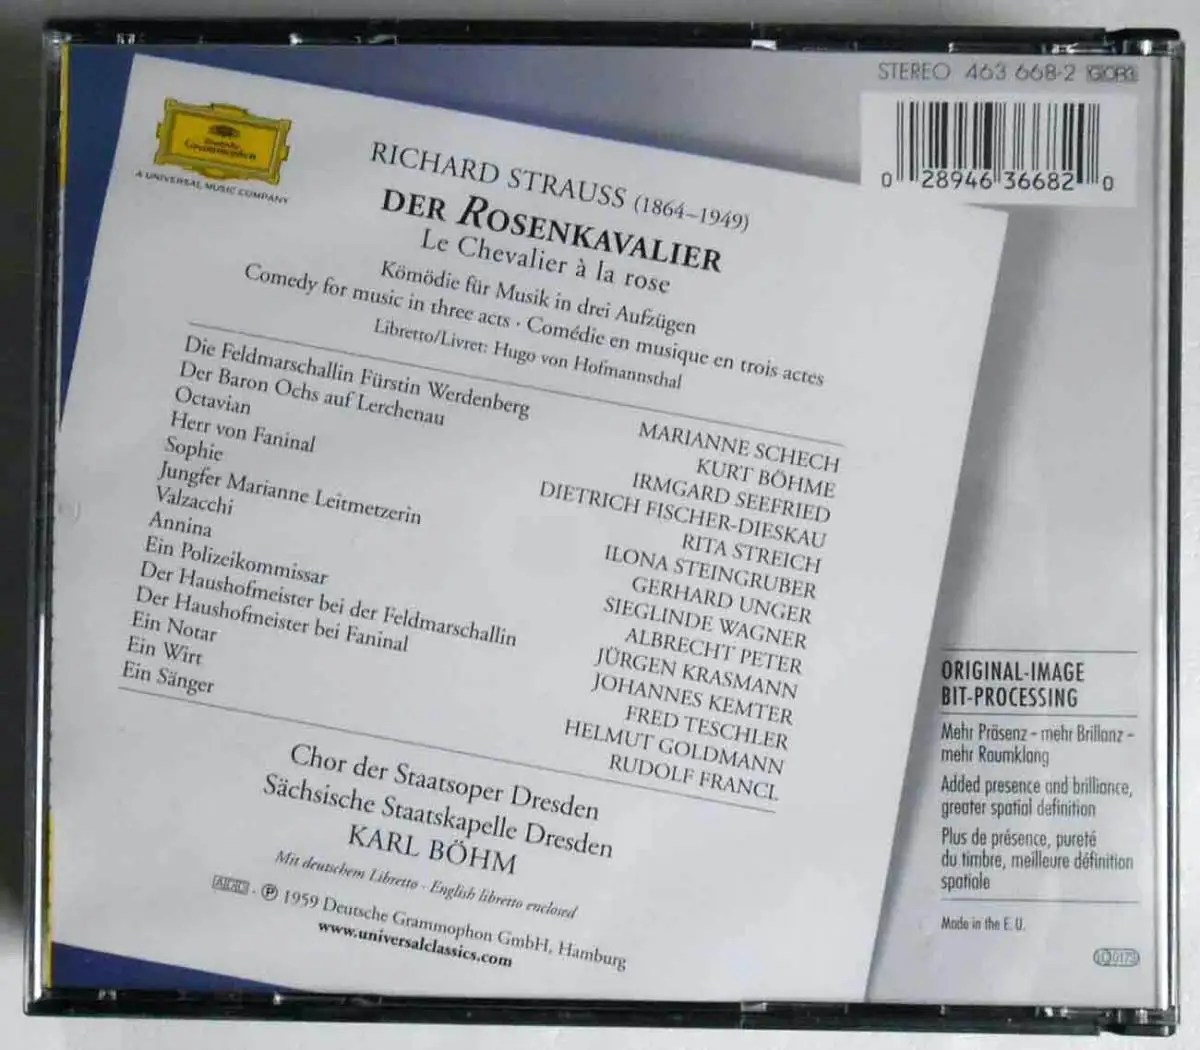 STEREO 463 668-2 GOR3
0 28946 36682 0
Deutsche
Grammophon
A UNIVERSAL MUSIC COMPANY
RICHARD STRAUSS (1864–1949)
DER ROSENKAVALIER
Le Chevalier à la rose
Kömödie für Musik in drei Aufzügen
Comedy for music in three acts · Comédie en musique en trois actes
Libretto/Livret: Hugo von Hofmannsthal
Die Feldmarschallin Fürstin Werdenberg MARIANNE SCHECH
Der Baron Ochs auf Lerchenau KURT BÖHME
Octavian IRMGARD SEEFRIED
Herr von Faninal DIETRICH FISCHER-DIESKAU
Sophie RITA STREICH
Jungfer Marianne Leitmetzerin ILONA STEINGRUBER
Valzacchi GERHARD UNGER
Annina SIEGLINDE WAGNER
Ein Polizeikommissar ALBRECHT PETER
Der Haushofmeister bei der Feldmarschallin JÜRGEN KRASMANN
Der Haushofmeister bei Faninal JOHANNES KEMTER
Ein Notar FRED TESCHLER
Ein Wirt HELMUT GOLDMANN
Ein Sänger RUDOLF FRANCL
Chor der Staatsoper Dresden
Sächsische Staatskapelle Dresden
KARL BÖHM
Mit deutschem Libretto · English libretto enclosed
ADD · Ⓟ 1959 Deutsche Grammophon GmbH, Hamburg
www.universalclassics.com
ORIGINAL-IMAGE
BIT-PROCESSING
Mehr Präsenz – mehr Brillanz –
mehr Raumklang
Added presence and brilliance,
greater spatial definition
Plus de présence, pureté
du timbre, meilleure définition
spatiale
Made in the E. U.